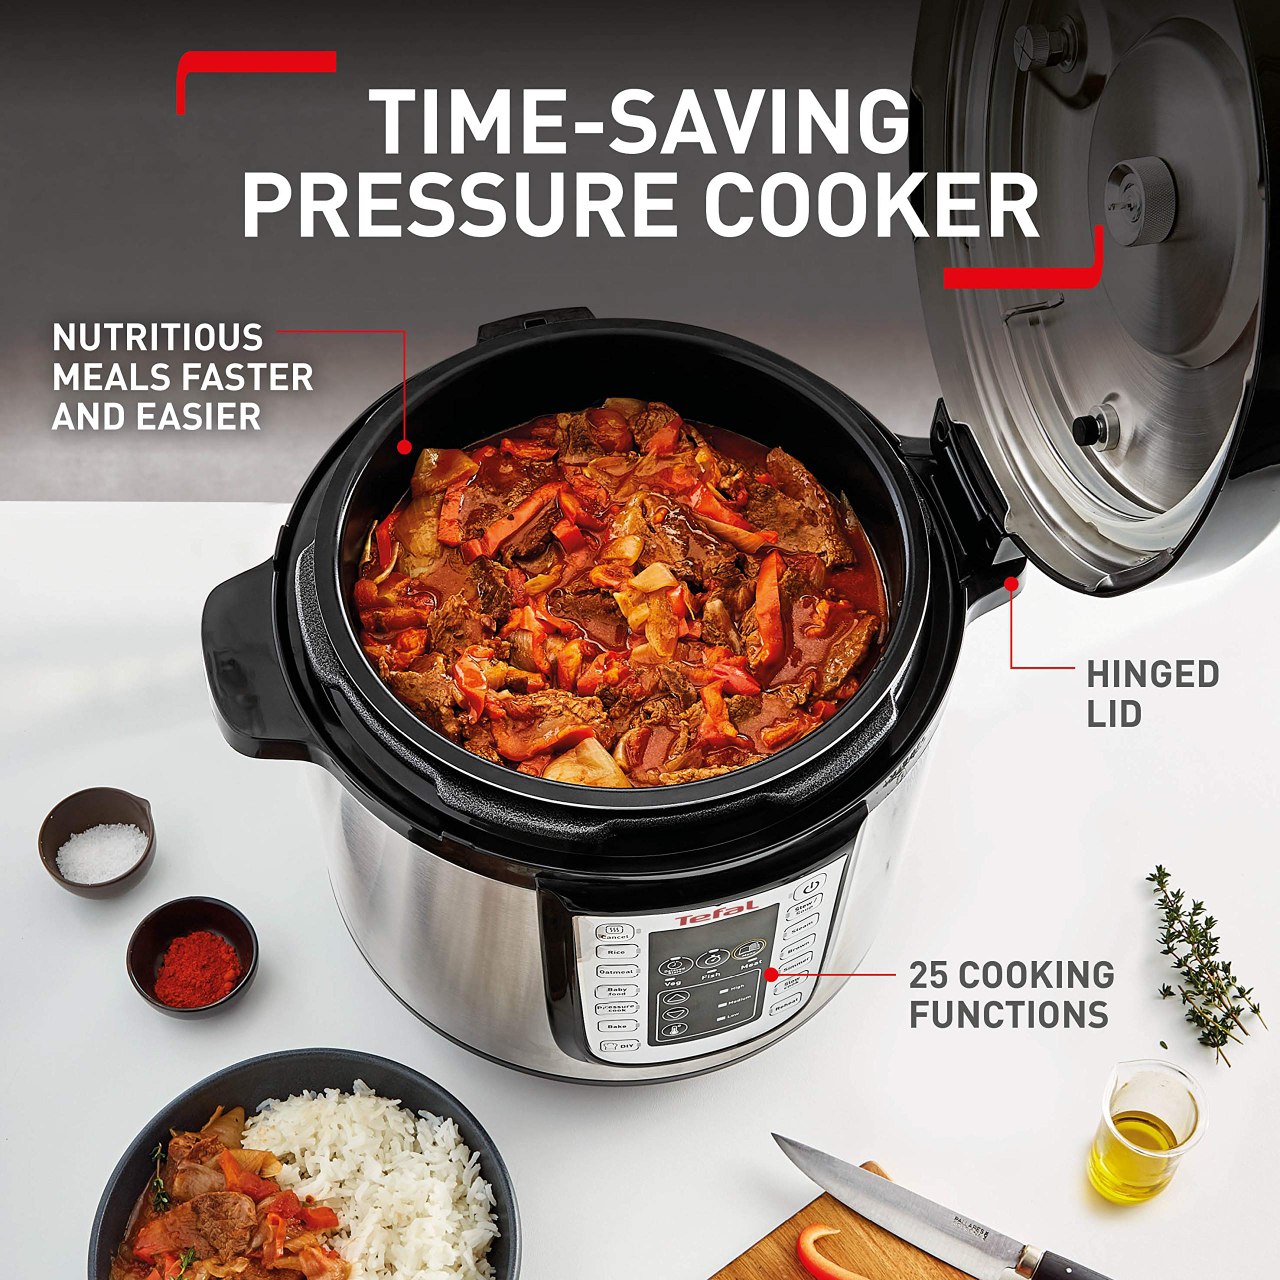 TIME-SAVING
PRESSURE COOKER
NUTRITIOUS
MEALS FASTER
AND EASIER
HINGED
LID
25 COOKING
FUNCTIONS
Tefal
Cancel
Rice
Oatmeal
Baby
food
Pressure
cook
Bake
DIY
Veg
Fish
Meat
High
Medium
Low
Steam
Brown
Simmer
Slow
Reheat